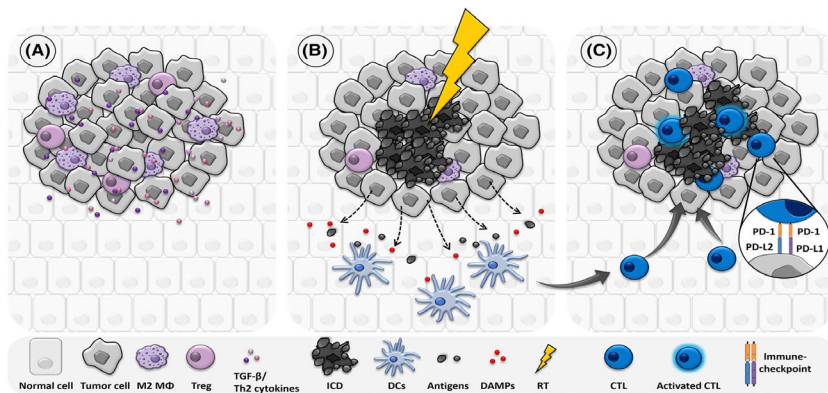 (A)
(B)
(C)
PD-1 PD-1
PD-L2 PD-L1
Normal cell
Tumor cell
M2 MΦ
Treg
TGF-β/
Th2 cytokines
ICD
DCs
Antigens
DAMPs
RT
CTL
Activated CTL
Immune-
checkpoint